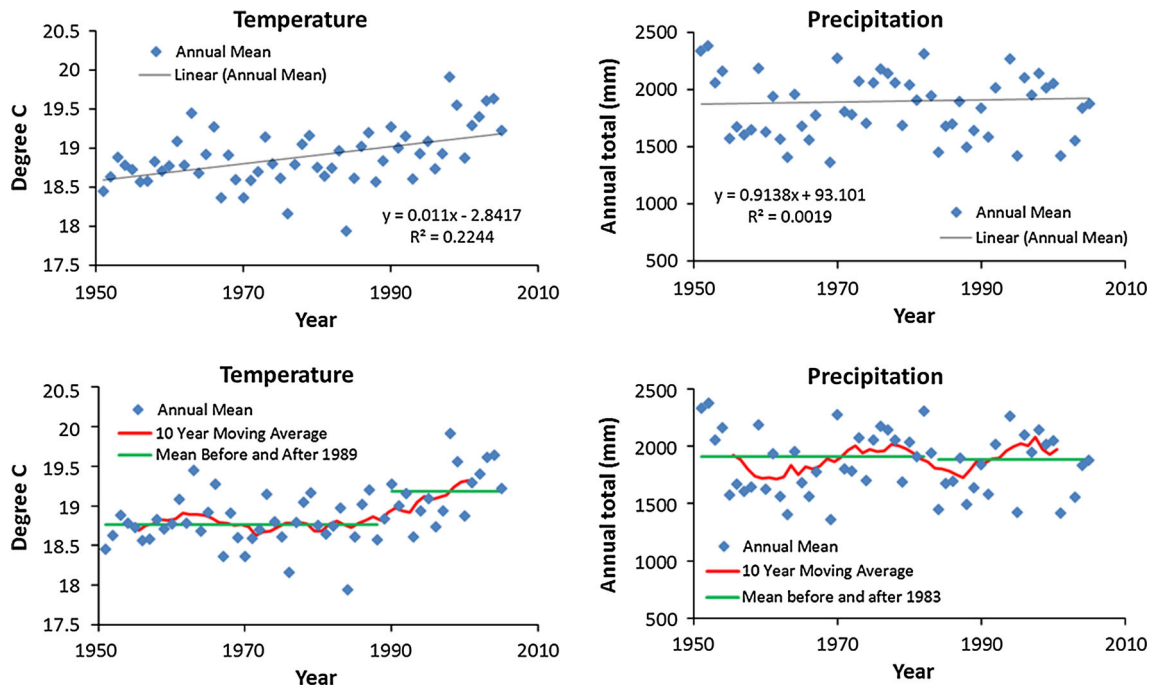 Temperature
20.5
20
19.5
19
18.5
18
17.5
Degree C
Annual Mean
Linear (Annual Mean)
y = 0.011x - 2.8417
R² = 0.2244
1950
1970
1990
2010
Year
Precipitation
2500
2000
1500
1000
500
Annual total (mm)
y = 0.9138x + 93.101
R² = 0.0019
Annual Mean
Linear (Annual Mean)
1950
1970
1990
2010
Year
Temperature
20.5
20
19.5
19
18.5
18
17.5
Degree C
Annual Mean
10 Year Moving Average
Mean Before and After 1989
1950
1970
1990
2010
Year
Precipitation
2500
2000
1500
1000
500
Annual total (mm)
Annual Mean
10 Year Moving Average
Mean before and after 1983
1950
1970
1990
2010
Year